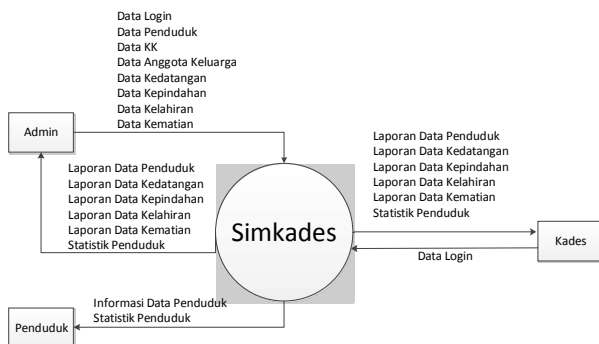 Data Login
Data Penduduk
Data KK
Data Anggota Keluarga
Data Kedatangan
Data Kepindahan
Data Kelahiran
Data Kematian
Admin
Laporan Data Penduduk
Laporan Data Kedatangan
Laporan Data Kepindahan
Laporan Data Kelahiran
Laporan Data Kematian
Statistik Penduduk
Simkades
Laporan Data Penduduk
Laporan Data Kedatangan
Laporan Data Kepindahan
Laporan Data Kelahiran
Laporan Data Kematian
Statistik Penduduk
Kades
Data Login
Informasi Data Penduduk
Statistik Penduduk
Penduduk